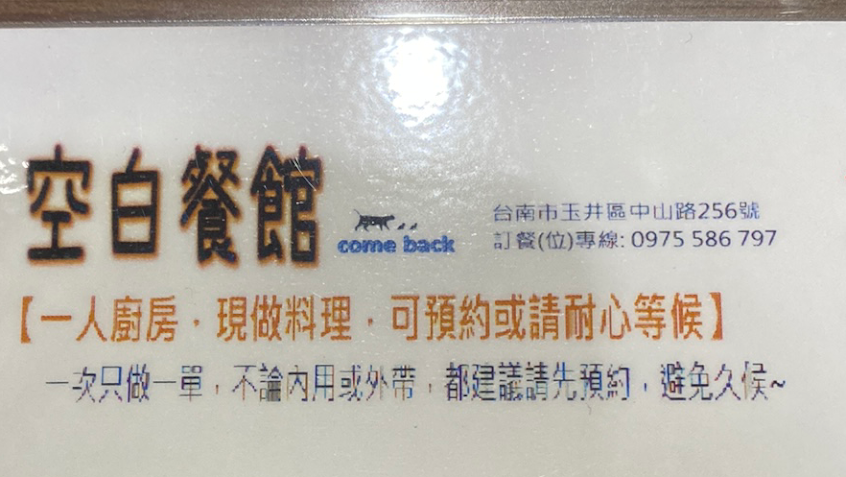 空白餐館
come back
台南市玉井區中山路256號
訂餐(位)專線: 0975 586 797
【一人廚房．現做料理．可預約或請耐心等候】
一次只做一單，不論內用或外帶，都建議請先預約，避免久候~